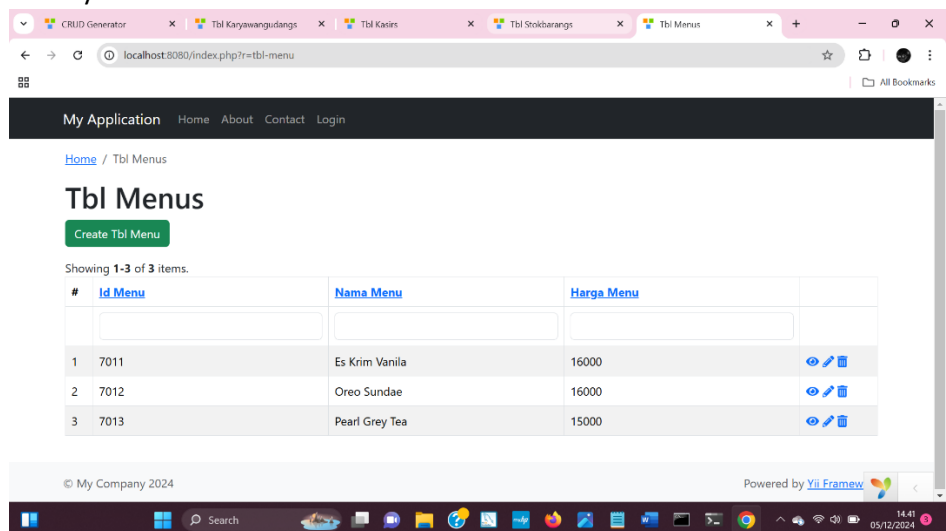 CRUD Generator
Tbl Karyawangudangs
Tbl Kasirs
Tbl Stokbarangs
Tbl Menus
localhost:8080/index.php?r=tbl-menu
All Bookmarks
My Application Home About Contact Login
Home / Tbl Menus
Tbl Menus
Create Tbl Menu
Showing 1-3 of 3 items.
# Id Menu Nama Menu Harga Menu
1 7011 Es Krim Vanila 16000
2 7012 Oreo Sundae 16000
3 7013 Pearl Grey Tea 15000
© My Company 2024 Powered by Yii Framew
Search
14.41
05/12/2024
3